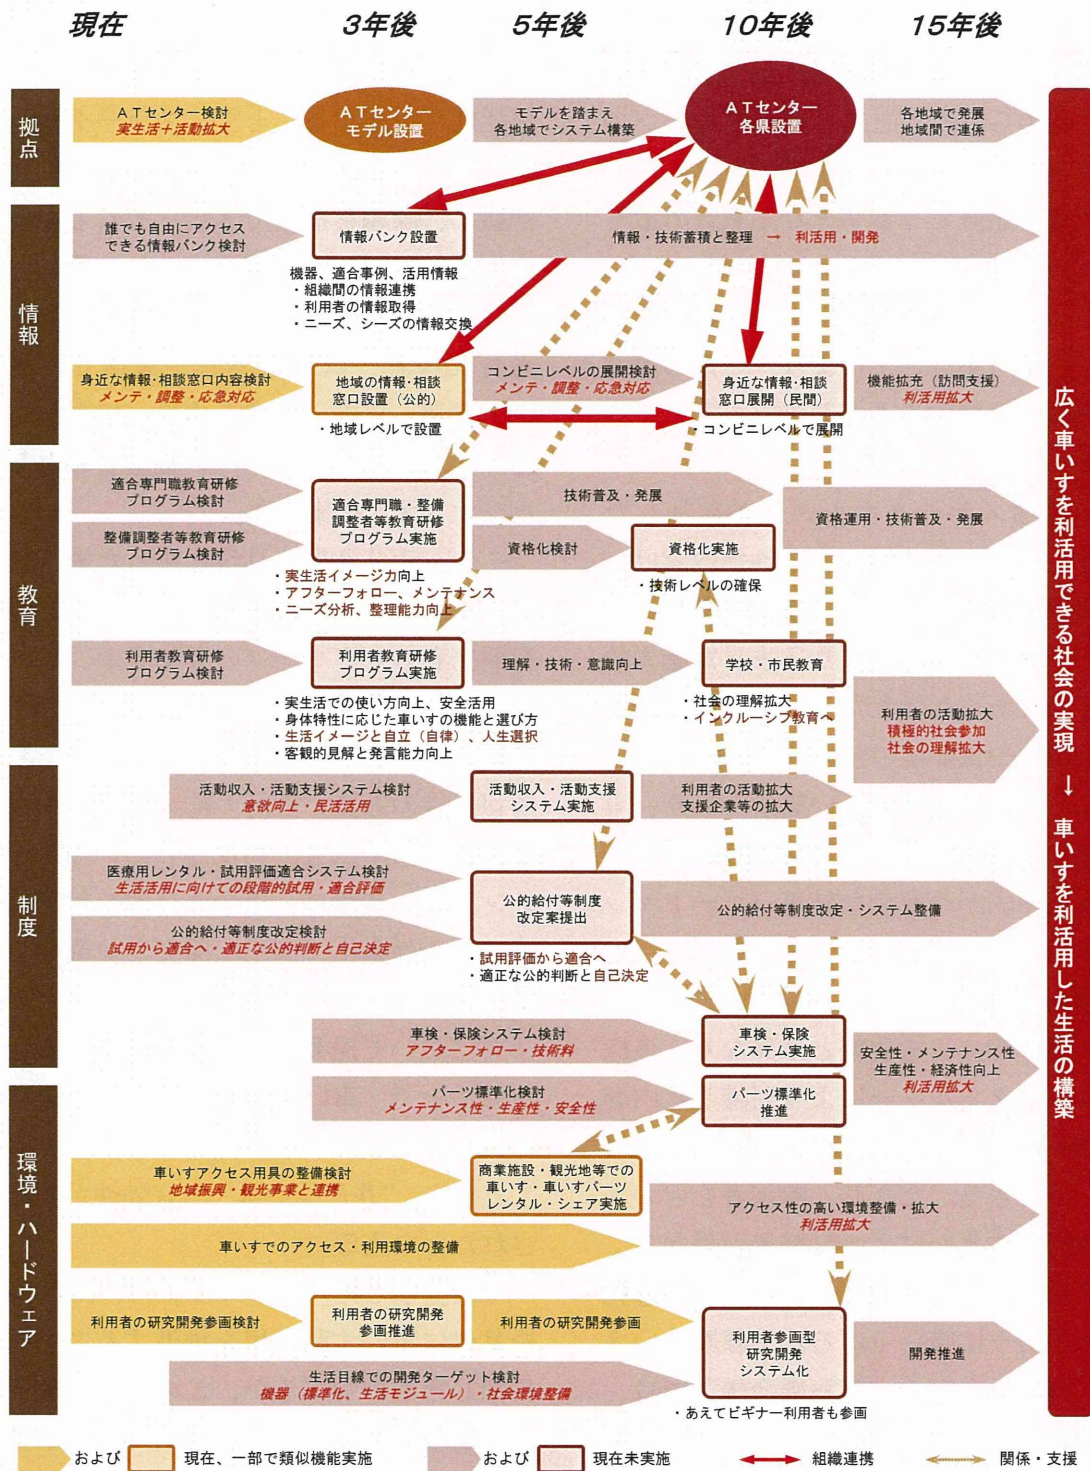 現在
3年後
5年後
10年後
15年後
拠点
ATセンター検討
実生活+活動拡大
ATセンター
モデル設置
モデルを踏まえ
各地域でシステム構築
ATセンター
各県設置
各地域で発展
地域間で連係
情報
誰でも自由にアクセス
できる情報バンク検討
情報バンク設置
情報・技術蓄積と整理 → 利活用・開発
機器、適合事例、活用情報
・組織間の情報連携
・利用者の情報取得
・ニーズ、シーズの情報交換
身近な情報・相談窓口内容検討
メンテ・調整・応急対応
地域の情報・相談
窓口設置（公的）
・地域レベルで設置
コンビニレベルの展開検討
メンテ・調整・応急対応
身近な情報・相談
窓口展開（民間）
・コンビニレベルで展開
機能拡充（訪問支援）
利活用拡大
教育
適合専門職教育研修
プログラム検討
整備調整者等教育研修
プログラム検討
適合専門職・整備
調整者等教育研修
プログラム実施
・実生活イメージ力向上
・アフターフォロー、メンテナンス
・ニーズ分析、整理能力向上
技術普及・発展
資格化検討
資格化実施
・技術レベルの確保
資格運用・技術普及・発展
利用者教育研修
プログラム検討
利用者教育研修
プログラム実施
・実生活での使い方向上、安全活用
・身体特性に応じた車いすの機能と選び方
・生活イメージと自立（自律）、人生選択
・客観的見解と発言能力向上
理解・技術・意識向上
学校・市民教育
・社会の理解拡大
・インクルーシブ教育へ
利用者の活動拡大
積極的社会参加
社会の理解拡大
制度
活動収入・活動支援システム検討
意欲向上・民活活用
活動収入・活動支援
システム実施
利用者の活動拡大
支援企業等の拡大
医療用レンタル・試用評価適合システム検討
生活活用に向けての段階的試用・適合評価
公的給付等制度改定検討
試用から適合へ・適正な公的判断と自己決定
公的給付等制度
改定案提出
・試用評価から適合へ
・適正な公的判断と自己決定
公的給付等制度改定・システム整備
車検・保険システム検討
アフターフォロー・技術料
車検・保険
システム実施
安全性・メンテナンス性
生産性・経済性向上
利活用拡大
環境・ハードウェア
パーツ標準化検討
メンテナンス性・生産性・安全性
パーツ標準化
推進
車いすアクセス用具の整備検討
地域振興・観光事業と連携
商業施設・観光地等での
車いす・車いすパーツ
レンタル・シェア実施
アクセス性の高い環境整備・拡大
利活用拡大
車いすでのアクセス・利用環境の整備
利用者の研究開発参画検討
利用者の研究開発
参画推進
利用者の研究開発参画
利用者参画型
研究開発
システム化
・あえてビギナー利用者も参画
開発推進
生活目線での開発ターゲット検討
機器（標準化、生活モジュール）・社会環境整備
広く車いすを利活用できる社会の実現 → 車いすを利活用した生活の構築
および 現在、一部で類似機能実施
および 現在未実施
組織連携
関係・支援